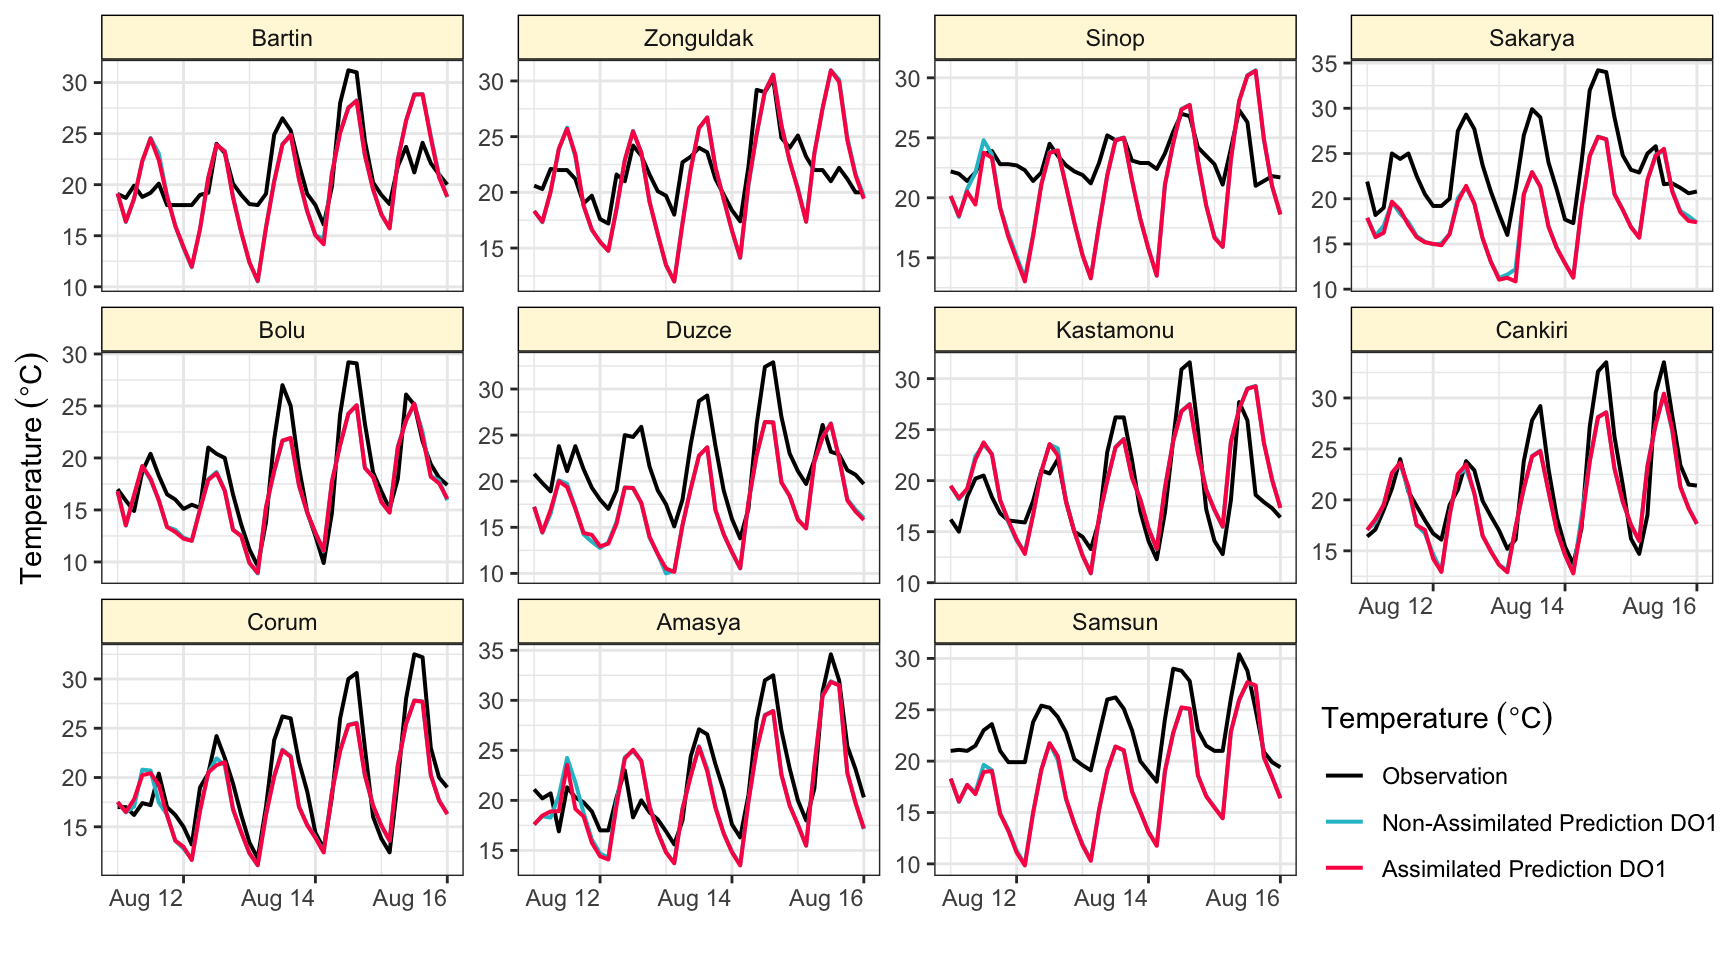 Bartin
Zonguldak
Sinop
Sakarya
30
25
20
15
10
30
25
20
15
30
25
20
15
35
30
25
20
15
10
Bolu
Duzce
Kastamonu
Cankiri
30
25
20
15
10
30
25
20
15
10
30
25
20
15
10
30
25
20
15
Aug 12 Aug 14 Aug 16
Temperature (°C)
Corum
Amasya
Samsun
30
25
20
15
35
30
25
20
15
30
25
20
15
10
Aug 12 Aug 14 Aug 16
Aug 12 Aug 14 Aug 16
Aug 12 Aug 14 Aug 16
Temperature (°C)
Observation
Non-Assimilated Prediction DO1
Assimilated Prediction DO1